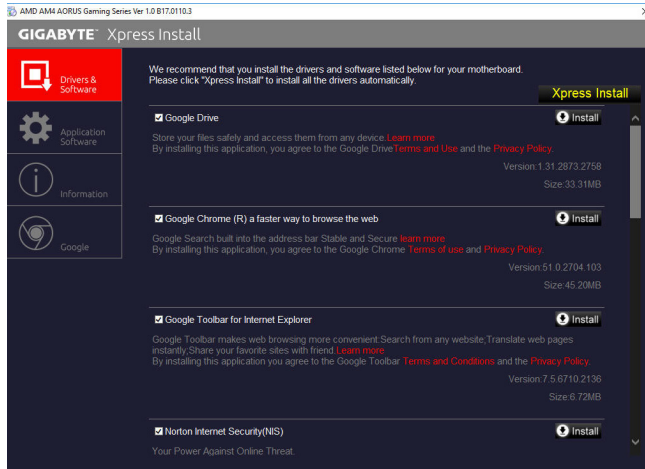 AMD AM4 AORUS Gaming Series Ver 1.0 B17.0110.3
GIGABYTE™ Xpress Install
Drivers &
Software
Application
Software
Information
Google
We recommend that you install the drivers and software listed below for your motherboard.
Please click "Xpress Install" to install all the drivers automatically.
Xpress Install
Google Drive
Install
Store your files safely and access them from any device.Learn more
By installing this application, you agree to the Google DriveTerms and Use and the Privacy Policy.
Version:1.31.2873.2758
Size:33.31MB
Google Chrome (R) a faster way to browse the web
Install
Google Search built into the address bar Stable and Secure learn more
By installing this application, you agree to the Google Chrome Terms of use and Privacy Policy.
Version:51.0.2704.103
Size:45.20MB
Google Toolbar for Internet Explorer
Install
Google Toolbar makes web browsing more convenient.Search from any website;Translate web pages
instantly;Share your favorite sites with friend.Learn more
By installing this application you agree to the Google Toolbar Terms and Conditions and the Privacy Policy.
Version:7.5.6710.2136
Size:6.72MB
Norton Internet Security(NIS)
Install
Your Power Against Online Threat.